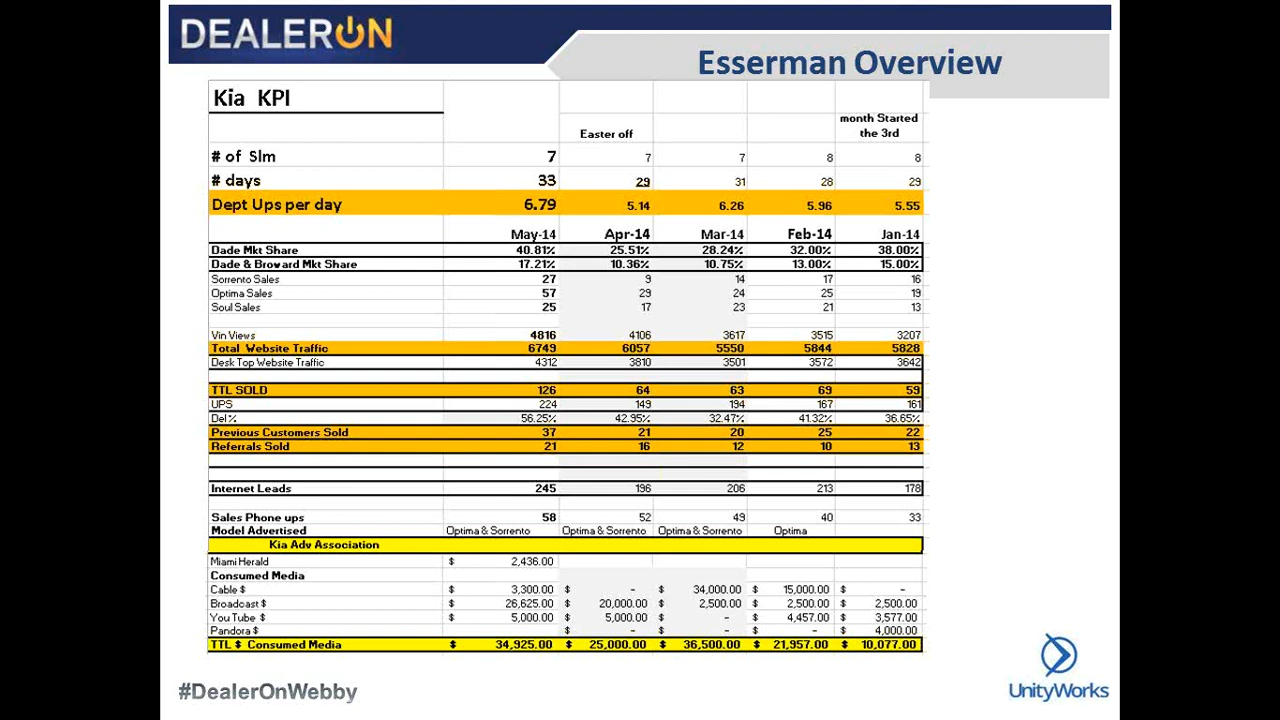 DEALERON
Esserman Overview
Kia KPI
month Started
the 3rd
Easter off
# of Slm 7 7 7 8 8
# days 33 29 31 28 29
Dept Ups per day 6.79 5.14 6.26 5.96 5.55
May-14 Apr-14 Mar-14 Feb-14 Jan-14
Dade Mkt Share 40.81% 25.51% 28.24% 32.00% 38.00%
Dade & Broward Mkt Share 17.21% 10.36% 10.75% 13.00% 15.00%
Sorrento Sales 27 9 14 17 16
Optima Sales 57 29 24 25 19
Soul Sales 25 17 23 21 13
Vin Views 4816 4106 3617 3515 3207
Total Website Traffic 6749 6057 5550 5844 5828
Desk Top Website Traffic 4312 3810 3501 3572 3642
TTL SOLD 126 64 63 69 59
UPS 224 149 194 167 161
Del% 56.25% 42.95% 32.47% 41.32% 36.65%
Previous Customers Sold 37 21 20 25 22
Referrals Sold 21 16 12 10 13
Internet Leads 245 196 206 213 178
Sales Phone ups 58 52 49 40 33
Model Advertised Optima & Sorrento Optima & Sorrento Optima & Sorrento Optima
Kia Adv Association
Miami Herald $ 2,436.00
Consumed Media
Cable $ $ 3,300.00 $ - $ 34,000.00 $ 15,000.00 $ -
Broadcast $ $ 26,625.00 $ 20,000.00 $ 2,500.00 $ 2,500.00 $ 2,500.00
You Tube $ $ 5,000.00 $ 5,000.00 $ - $ 4,457.00 $ 3,577.00
Pandora $ $ - $ - $ - $ 4,000.00
TTL $ Consumed Media $ 34,925.00 $ 25,000.00 $ 36,500.00 $ 21,957.00 $ 10,077.00
#DealerOnWebby
UnityWorks